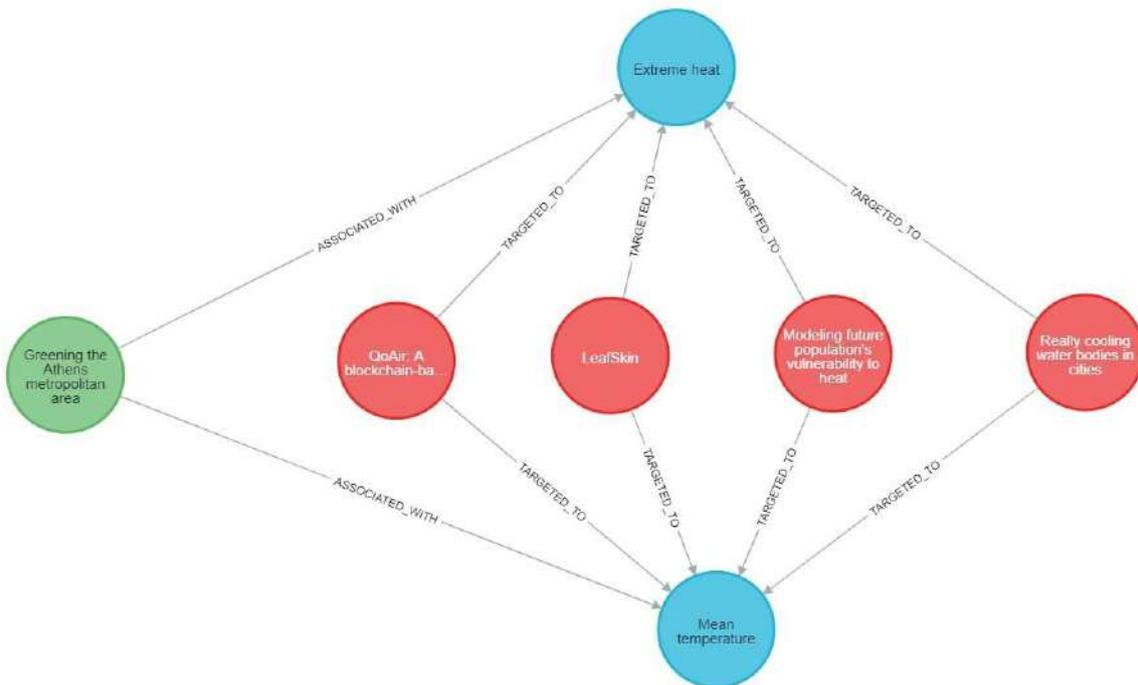 Extreme heat
ASSOCIATED_WITH
TARGETED_TO
TARGETED_TO
TARGETED_TO
TARGETED_TO
Greening the
Athens
metropolitan
area
QoAir: A
blockchain-ba...
LeafSkin
Modeling future
population's
vulnerability to
heat
Really cooling
water bodies in
cities
ASSOCIATED_WITH
TARGETED_TO
TARGETED_TO
TARGETED_TO
TARGETED_TO
Mean
temperature